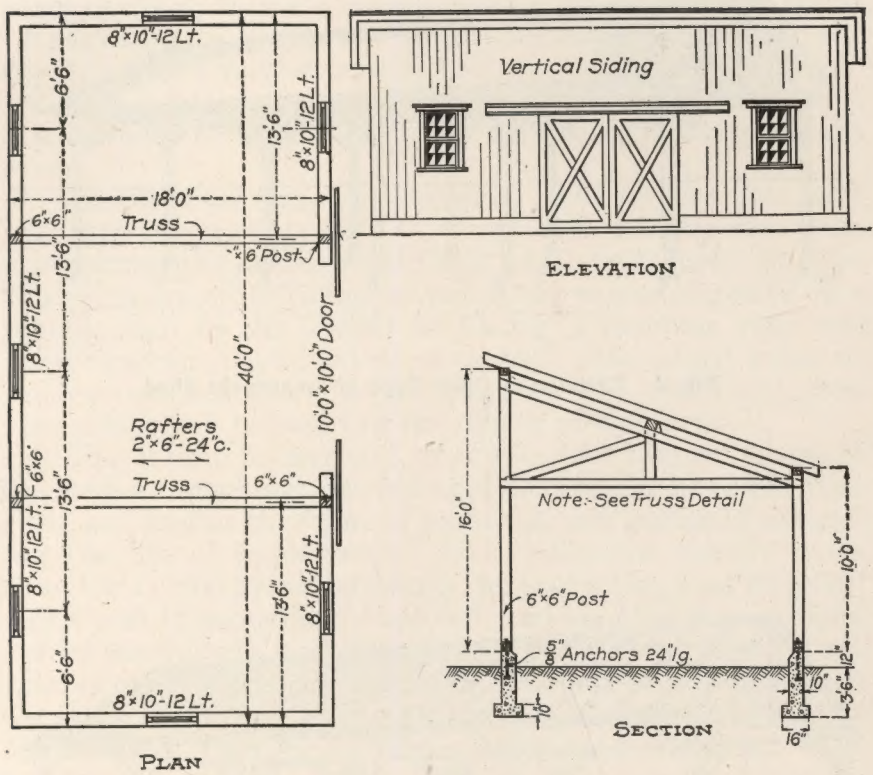 8"×10"-12 Lt.
6'-6"
8"×10"-12 Lt.
13'-6"
18'-0"
6"×6"
Truss
"×6" Post
13'-6"
8"×10"-12 Lt.
40'-0"
10'-0"×10'-0" Door
Rafters
2"×6"-24"c.
6×6"
6"×6"
Truss
13'-6"
8"×10"-12 Lt.
13'-6"
8"×10"-12 Lt.
6'-6"
8"×10"-12 Lt.
PLAN
Vertical Siding
ELEVATION
16'-0"
Note:- See Truss Detail
10'-0"
6"×6" Post
5/8" Anchors 24" lg.
12"
10"
3'-6"
10"
16"
SECTION